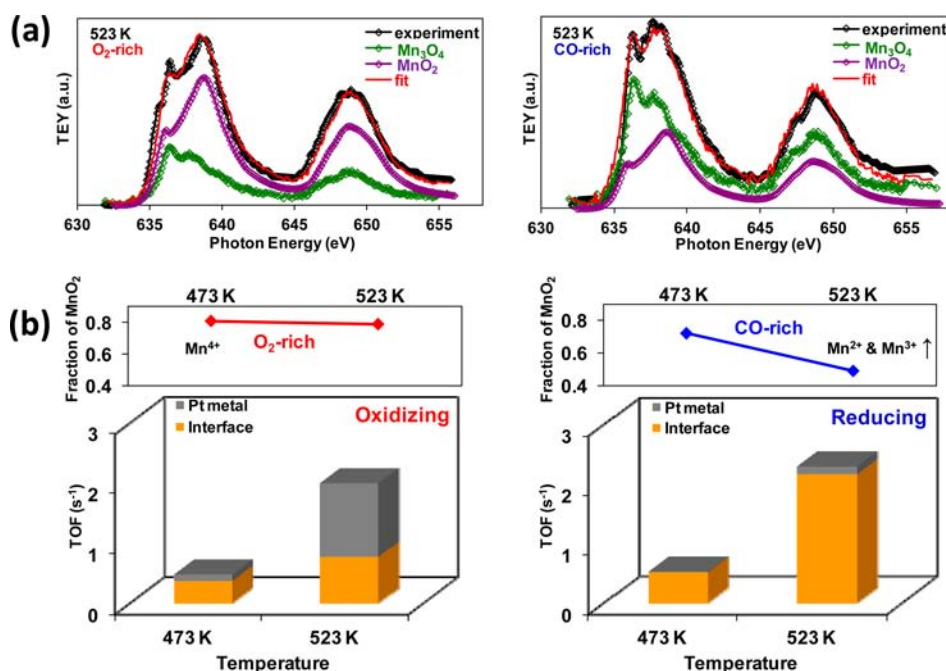 (a)
523 K
O₂-rich
experiment
Mn₃O₄
MnO₂
fit
TEY (a.u.)
630 635 640 645 650 655
Photon Energy (eV)
523 K
CO-rich
experiment
Mn₃O₄
MnO₂
fit
TEY (a.u.)
630 635 640 645 650 655
Photon Energy (eV)
(b)
473 K 523 K
Fraction of MnO₂
0.8
0.6
0.4
Mn⁴⁺
O₂-rich
Pt metal
Interface
Oxidizing
TOF (s⁻¹)
3
2
1
0
473 K 523 K
Temperature
473 K 523 K
Fraction of MnO₂
0.8
0.6
0.4
CO-rich
Mn²⁺ & Mn³⁺ ↑
Pt metal
Interface
Reducing
TOF (s⁻¹)
3
2
1
0
473 K 523 K
Temperature